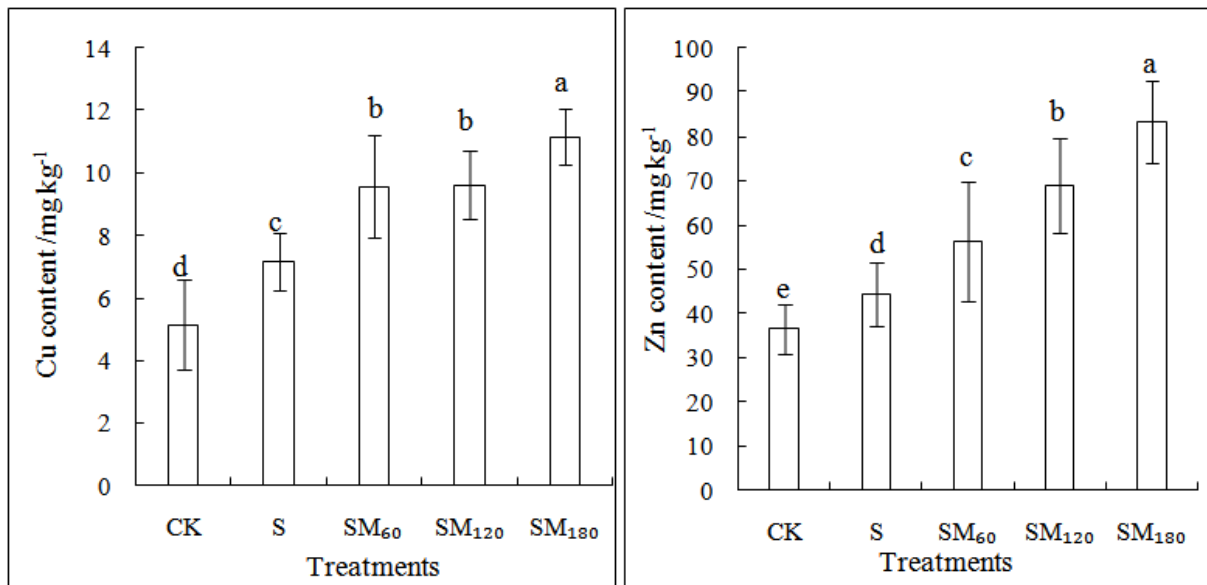 Cu content /mg kg⁻¹
14
12
10
8
6
4
2
0
d
c
b
b
a
CK S SM₆₀ SM₁₂₀ SM₁₈₀
Treatments
Zn content /mg kg⁻¹
100
90
80
70
60
50
40
30
20
10
0
e
d
c
b
a
CK S SM₆₀ SM₁₂₀ SM₁₈₀
Treatments